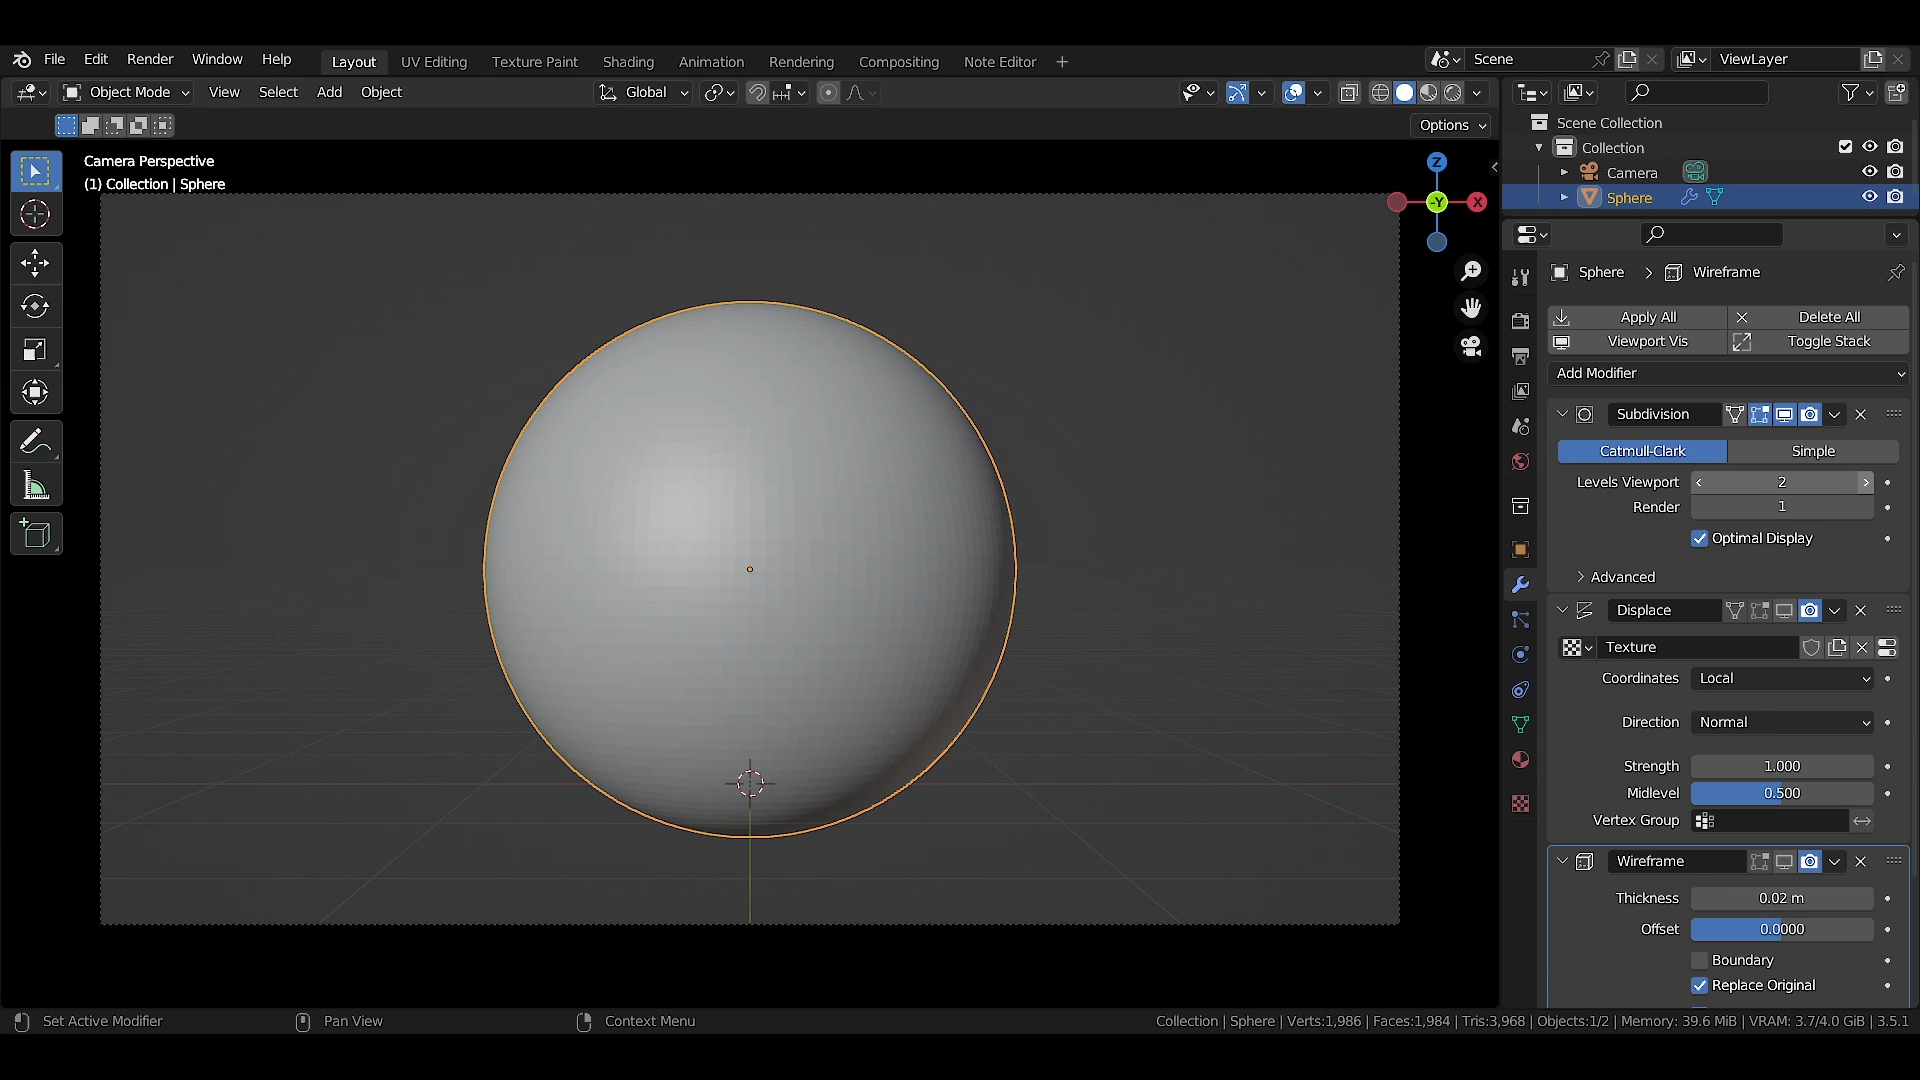 File Edit Render Window Help Layout UV Editing Texture Paint Shading Animation Rendering Compositing Note Editor + Scene ViewLayer
Object Mode View Select Add Object Global
Options
Camera Perspective
(1) Collection | Sphere
Z
-Y
X
Scene Collection
Collection
Camera
Sphere
Sphere > Wireframe
Apply All Delete All
Viewport Vis Toggle Stack
Add Modifier
Subdivision
Catmull-Clark Simple
Levels Viewport 2
Render 1
Optimal Display
Advanced
Displace
Texture
Coordinates Local
Direction Normal
Strength 1.000
Midlevel 0.500
Vertex Group
Wireframe
Thickness 0.02 m
Offset 0.0000
Boundary
Replace Original
Set Active Modifier Pan View Context Menu Collection | Sphere | Verts:1,986 | Faces:1,984 | Tris:3,968 | Objects:1/2 | Memory: 39.6 MiB | VRAM: 3.7/4.0 GiB | 3.5.1